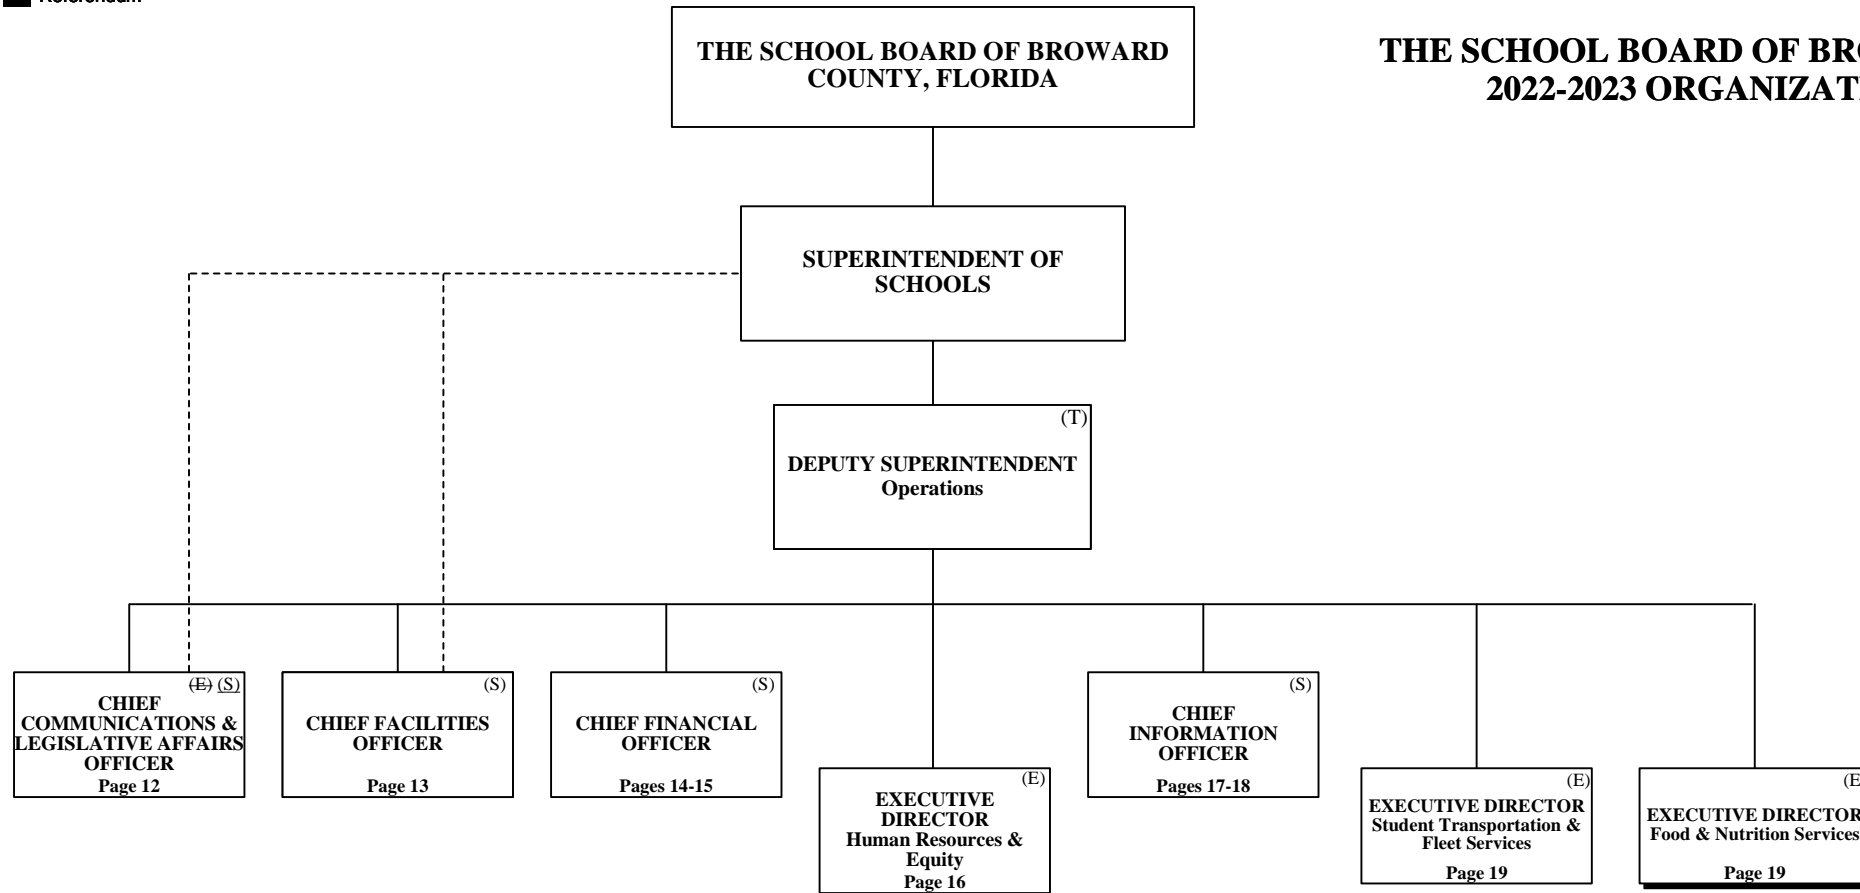 Referendum
THE SCHOOL BOARD OF BROWARD
COUNTY, FLORIDA
THE SCHOOL BOARD OF BRO
2022-2023 ORGANIZAT
SUPERINTENDENT OF
SCHOOLS
(T)
DEPUTY SUPERINTENDENT
Operations
(E) (S)
CHIEF
COMMUNICATIONS &
LEGISLATIVE AFFAIRS
OFFICER
Page 12
(S)
CHIEF FACILITIES
OFFICER
Page 13
(S)
CHIEF FINANCIAL
OFFICER
Pages 14-15
(E)
EXECUTIVE
DIRECTOR
Human Resources &
Equity
Page 16
(S)
CHIEF
INFORMATION
OFFICER
Pages 17-18
(E)
EXECUTIVE DIRECTOR
Student Transportation &
Fleet Services
Page 19
(E
EXECUTIVE DIRECTOR
Food & Nutrition Services
Page 19